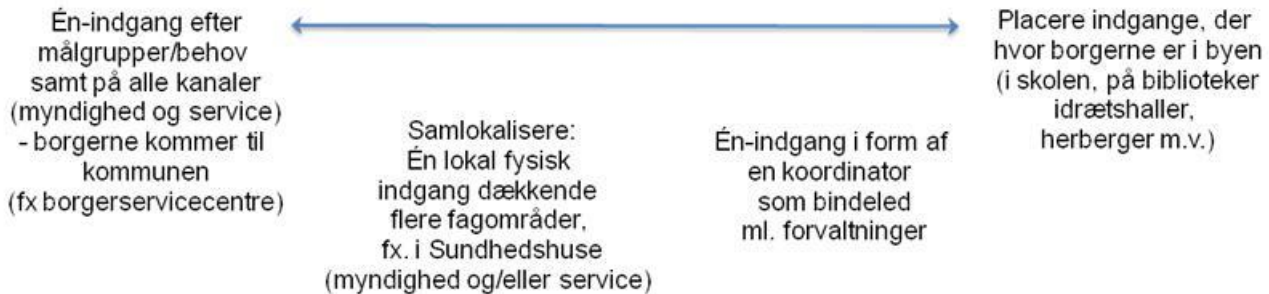 Én-indgang efter
målgrupper/behov
samt på alle kanaler
(myndighed og service)
- borgerne kommer til
kommunen
(fx borgerservicecentre)
Samlokalisere:
Én lokal fysisk
indgang dækkende
flere fagområder,
fx. i Sundhedshuse
(myndighed og/eller service)
Én-indgang i form af
en koordinator
som bindeled
ml. forvaltninger
Placere indgange, der
hvor borgerne er i byen
(i skolen, på biblioteker
idrætshaller,
herberger m.v.)